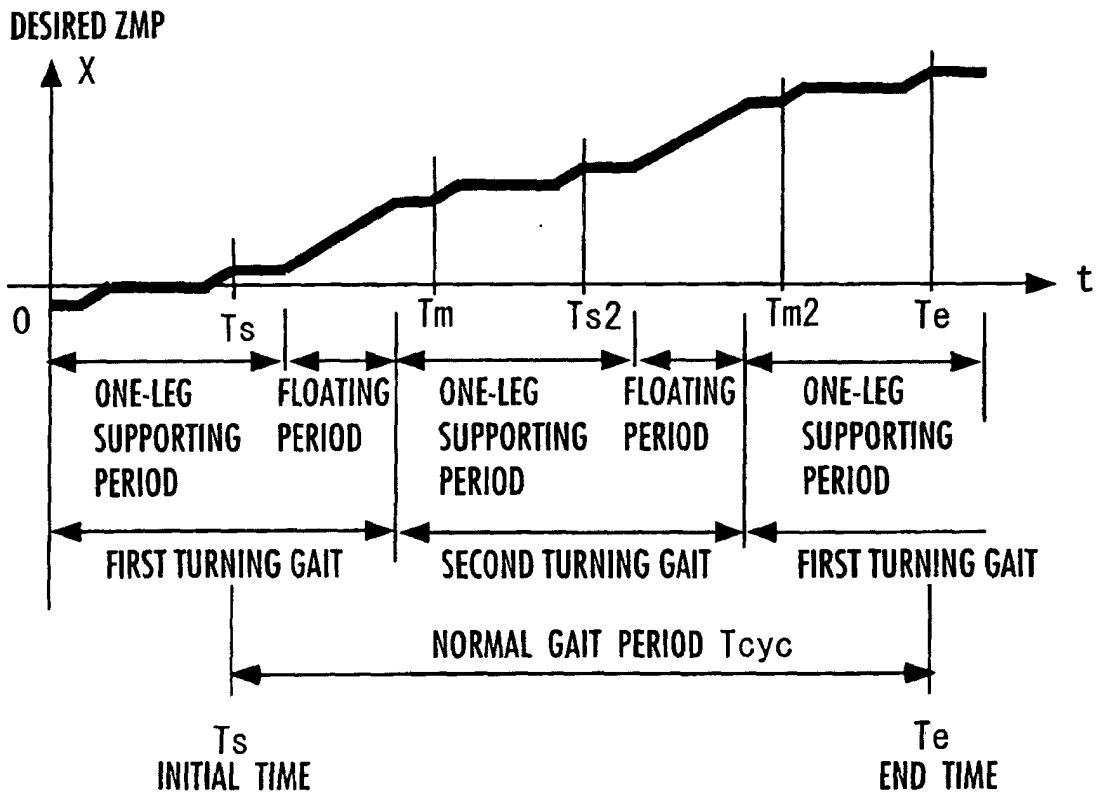 DESIRED ZMP
X
t
0
Ts
Tm
Ts2
Tm2
Te
ONE-LEG
SUPPORTING
PERIOD
FLOATING
PERIOD
ONE-LEG
SUPPORTING
PERIOD
FLOATING
PERIOD
ONE-LEG
SUPPORTING
PERIOD
FIRST TURNING GAIT
SECOND TURNING GAIT
FIRST TURNING GAIT
NORMAL GAIT PERIOD Tcyc
Ts
INITIAL TIME
Te
END TIME